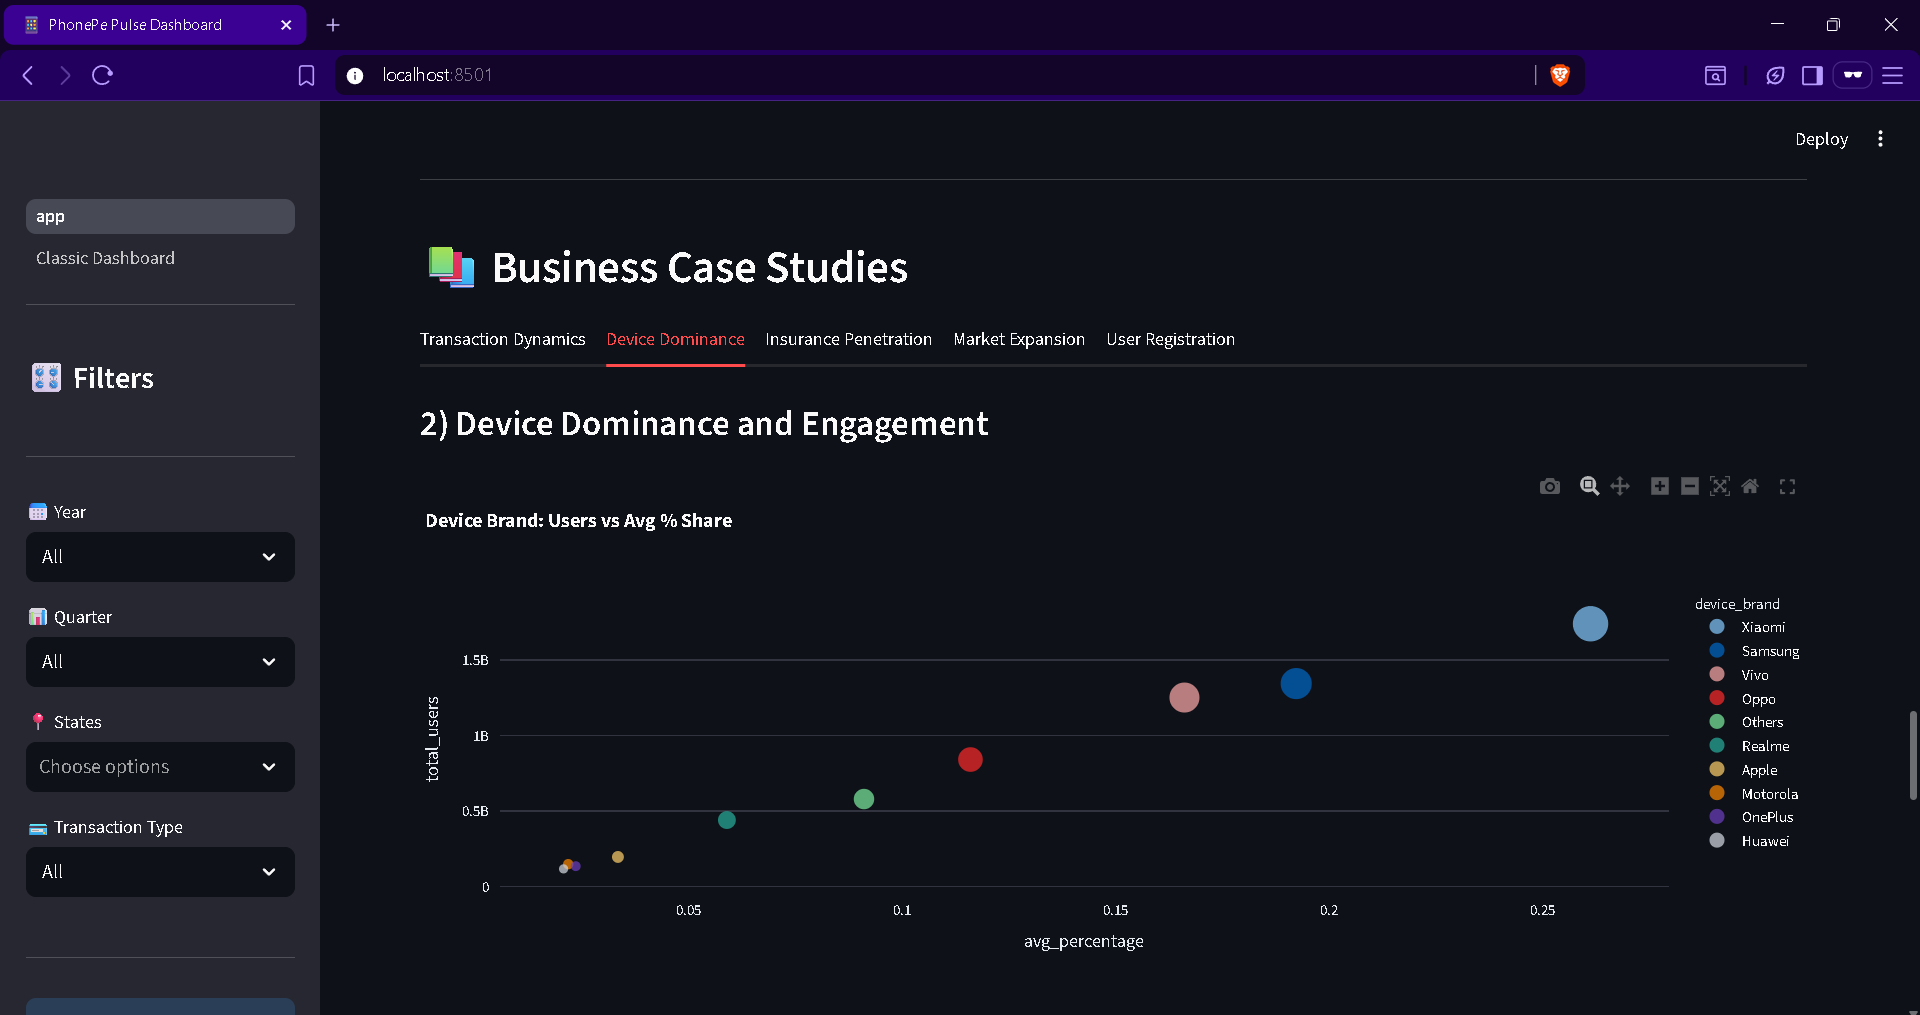 PhonePe Pulse Dashboard
localhost:8501
Deploy
app
Classic Dashboard
Filters
Year
All
Quarter
All
States
Choose options
Transaction Type
All
Business Case Studies
Transaction Dynamics Device Dominance Insurance Penetration Market Expansion User Registration
2) Device Dominance and Engagement
Device Brand: Users vs Avg % Share
1.5B
1B
0.5B
0
total_users
0.05 0.1 0.15 0.2 0.25
avg_percentage
device_brand
Xiaomi
Samsung
Vivo
Oppo
Others
Realme
Apple
Motorola
OnePlus
Huawei